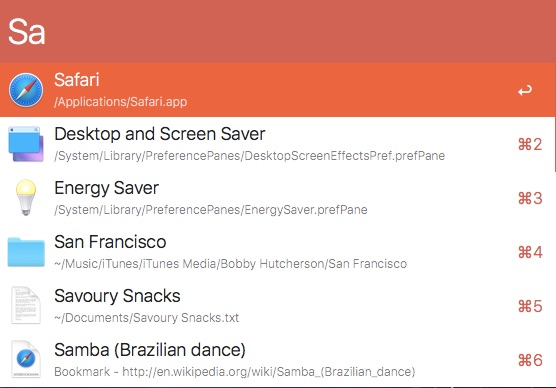 Sa
Safari
/Applications/Safari.app
↩
Desktop and Screen Saver
/System/Library/PreferencePanes/DesktopScreenEffectsPref.prefPane
⌘2
Energy Saver
/System/Library/PreferencePanes/EnergySaver.prefPane
⌘3
San Francisco
~/Music/iTunes/iTunes Media/Bobby Hutcherson/San Francisco
⌘4
Savoury Snacks
~/Documents/Savoury Snacks.txt
⌘5
Samba (Brazilian dance)
Bookmark - http://en.wikipedia.org/wiki/Samba_(Brazilian_dance)
⌘6